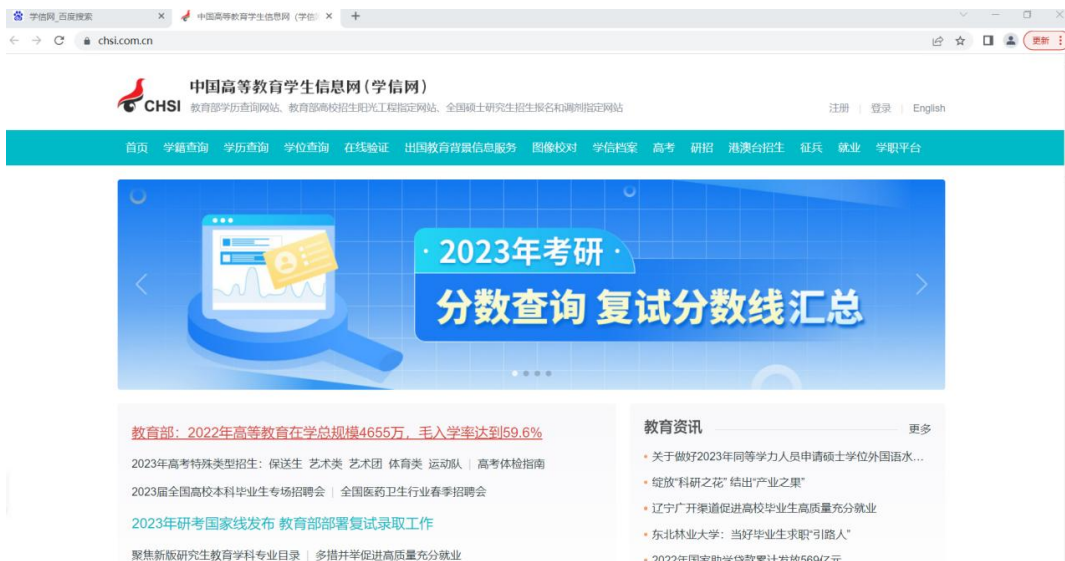 学信网_百度搜索
中国高等教育学生信息网（学信
chsi.com.cn
更新
CHSI
中国高等教育学生信息网(学信网)
教育部学历查询网站、教育部高校招生阳光工程指定网站、全国硕士研究生招生报名和调剂指定网站
注册 | 登录 | English
首页 学籍查询 学历查询 学位查询 在线验证 出国教育背景信息服务 图像校对 学信档案 高考 研招 港澳台招生 征兵 就业 学职平台
·2023年考研·
分数查询 复试分数线汇总
教育部：2022年高等教育在学总规模4655万，毛入学率达到59.6%
2023年高考特殊类型招生：保送生 艺术类 艺术团 体育类 运动队 | 高考体检指南
2023届全国高校本科毕业生专场招聘会 | 全国医药卫生行业春季招聘会
2023年研考国家线发布 教育部部署复试录取工作
聚焦新版研究生教育学科专业目录 | 多措并举促进高质量充分就业
教育资讯
更多
• 关于做好2023年同等学力人员申请硕士学位外国语水...
• 绽放“科研之花” 结出“产业之果”
• 辽宁广开渠道促进高校毕业生高质量充分就业
• 东北林业大学：当好毕业生求职“引路人”
• 2022年国家助学贷款累计发放569亿元